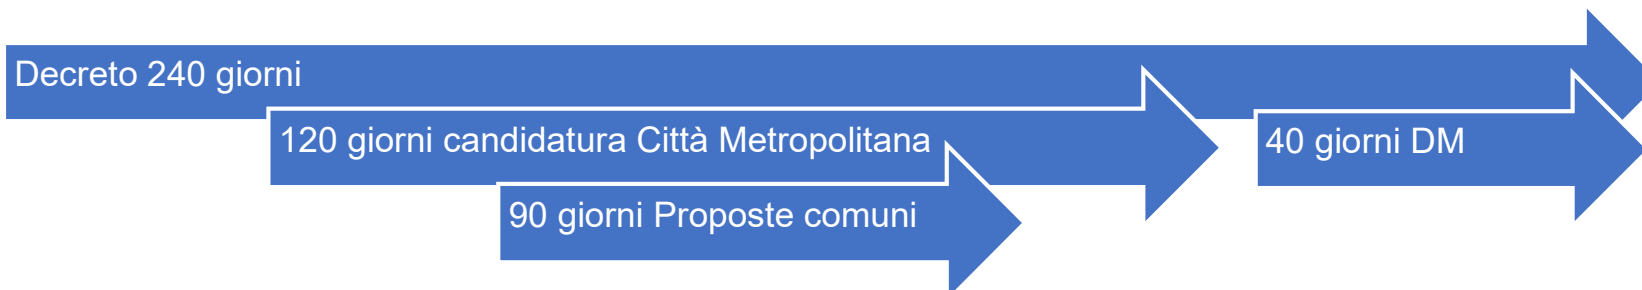 Decreto 240 giorni
120 giorni candidatura Città Metropolitana
40 giorni DM
90 giorni Proposte comuni